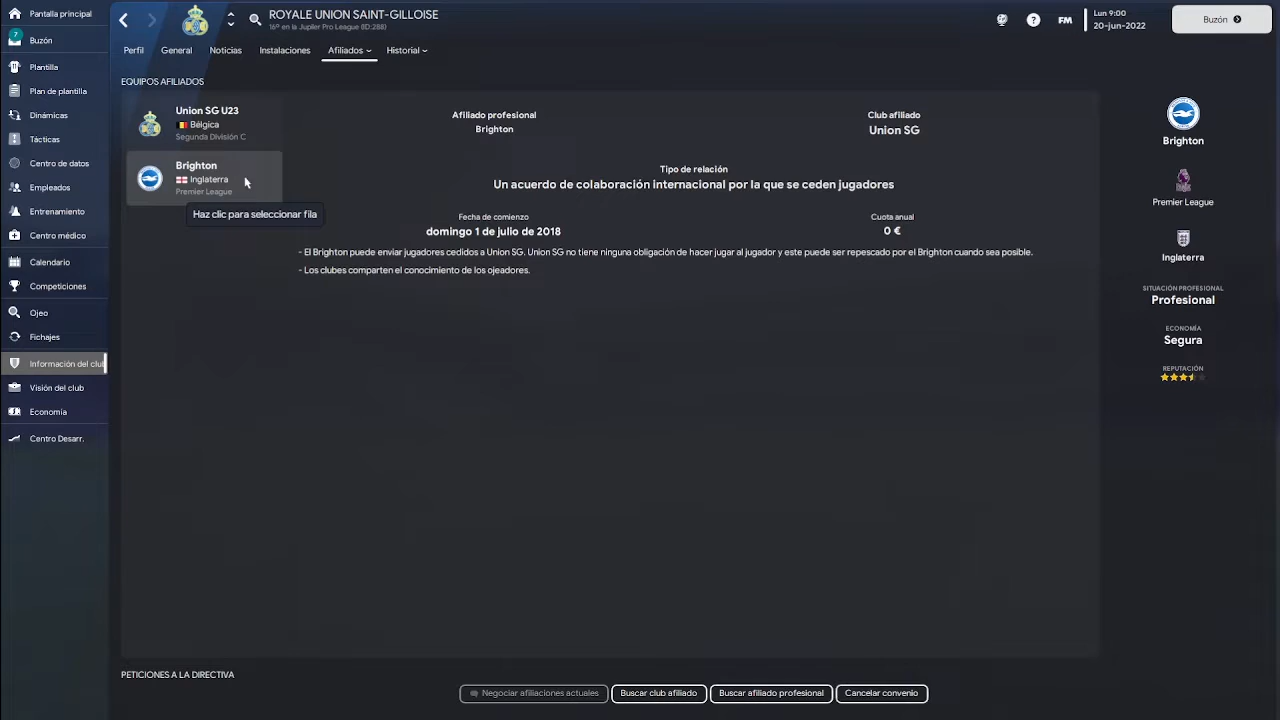 Pantalla principal
7
Buzón
Plantilla
Plan de plantilla
Dinámicas
Tácticas
Centro de datos
Empleados
Entrenamiento
Centro médico
Calendario
Competiciones
Ojeo
Fichajes
Información del club
Visión del club
Economía
Centro Desarr.
ROYALE UNION SAINT-GILLOISE
16º en la Jupiler Pro League (ID:288)
FM
Lun 9:00
20-jun-2022
Buzón
Perfil
General
Noticias
Instalaciones
Afiliados
Historial
EQUIPOS AFILIADOS
Union SG U23
Bélgica
Segunda División C
Brighton
Inglaterra
Premier League
Haz clic para seleccionar fila
Afiliado profesional
Brighton
Club afiliado
Union SG
Tipo de relación
Un acuerdo de colaboración internacional por la que se ceden jugadores
Fecha de comienzo
domingo 1 de julio de 2018
Cuota anual
0 €
- El Brighton puede enviar jugadores cedidos a Union SG. Union SG no tiene ninguna obligación de hacer jugar al jugador y este puede ser repescado por el Brighton cuando sea posible.
- Los clubes comparten el conocimiento de los ojeadores.
Brighton
Premier League
Inglaterra
SITUACIÓN PROFESIONAL
Profesional
ECONOMÍA
Segura
REPUTACIÓN
PETICIONES A LA DIRECTIVA
Negociar afiliaciones actuales
Buscar club afiliado
Buscar afiliado profesional
Cancelar convenio